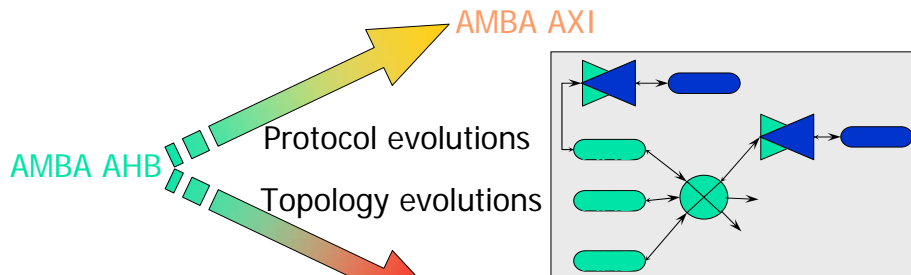 AMBA AXI
Protocol evolutions
AMBA AHB
Topology evolutions